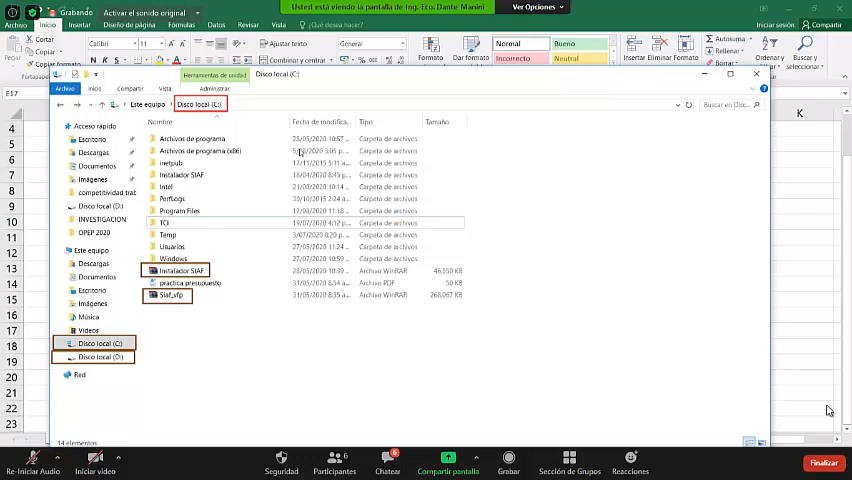 Grabando
Activar el sonido original
Usted está viendo la pantalla de Ing. Eco. Dante Manini
Ver Opciones
Archivo Inicio Insertar Fórmulas Datos Revisar Vista ¿Qué desea hacer? Iniciar sesión Compartir
Cortar
Copiar
Copiar formato
Calibri 11
Ajustar texto
General
Normal Bueno
Incorrecto Neutral
Insertar Eliminar Formato
Autosuma
Rellenar
Borrar
Ordenar y filtrar
Buscar y seleccionar
E17
K
Herramientas de unidad
Disco local (C:)
Archivo Inicio Compartir Vista Administrar
Este equipo Disco local (C:)
Buscar en Disc...
Nombre Fecha de modifica... Tipo Tamaño
Acceso rápido
Escritorio
Descargas
Documentos
Imágenes
competitividad trab
Disco local (D:)
INVESTIGACION
OPEP 2020
Este equipo
Descargas
Documentos
Escritorio
Imágenes
Música
Vídeos
Disco local (C:)
Disco local (D:)
Red
Archivos de programa 28/05/2020 10:57 ... Carpeta de archivos
Archivos de programa (x86) 3:05 p... Carpeta de archivos
inetpub 17/11/2015 5:11 a... Carpeta de archivos
Instalador SIAF 18/04/2020 8:43 p... Carpeta de archivos
Intel 21/08/2020 10:14 ... Carpeta de archivos
PerfLogs 30/10/2015 2:24 a... Carpeta de archivos
Program Files 17/08/2020 11:18 ... Carpeta de archivos
TCi 19/07/2020 4:12 p... Carpeta de archivos
Temp 3/07/2020 8:20 p... Carpeta de archivos
Usuarios 27/05/2020 11:24 ... Carpeta de archivos
Windows 27/07/2020 10:59 ... Carpeta de archivos
Instalador SIAF 28/05/2020 10:39 ... Archivo WinRAR 46,550 KB
practica presupuesto 31/05/2020 8:54 a... Archivo PDF 50 KB
Siaf_vfp 31/05/2020 8:55 a... Archivo WinRAR 268,067 KB
14 elementos
4
5
6
7
8
9
10
11
12
13
14
15
16
17
18
19
20
21
22
23
Re-Iniciar Audio
Iniciar video
Seguridad
6
Participantes
6
Chatear
Compartir pantalla
Grabar
Sección de Grupos
Reacciones
Finalizar